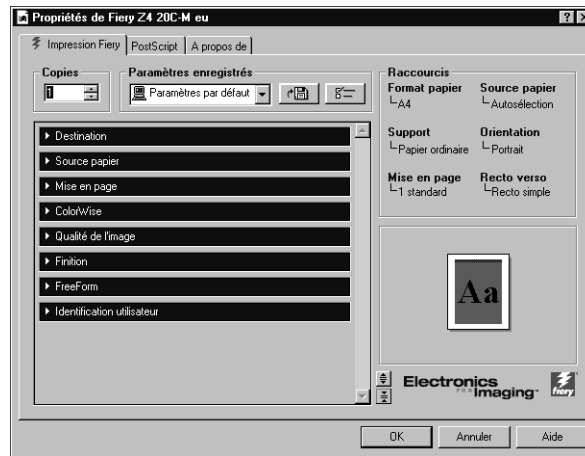 Propriétés de Fiery Z4 20C-M eu
Impression Fiery
PostScript
A propos de
Copies
1
Paramètres enregistrés
Paramètres par défaut
Destination
Source papier
Mise en page
ColorWise
Qualité de l'image
Finition
FreeForm
Identification utilisateur
Raccourcis
Format papier
A4
Source papier
Autosélection
Support
Papier ordinaire
Orientation
Portrait
Mise en page
1 standard
Recto verso
Recto simple
Aa
Electronics
FOR Imaging
fiery
OK
Annuler
Aide